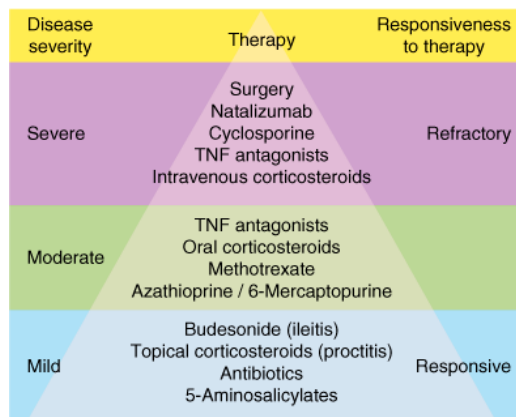 Disease
severity
Therapy
Responsiveness
to therapy
Severe
Surgery
Natalizumab
Cyclosporine
TNF antagonists
Intravenous corticosteroids
Refractory
Moderate
TNF antagonists
Oral corticosteroids
Methotrexate
Azathioprine / 6-Mercaptopurine
Mild
Budesonide (ileitis)
Topical corticosteroids (proctitis)
Antibiotics
5-Aminosalicylates
Responsive